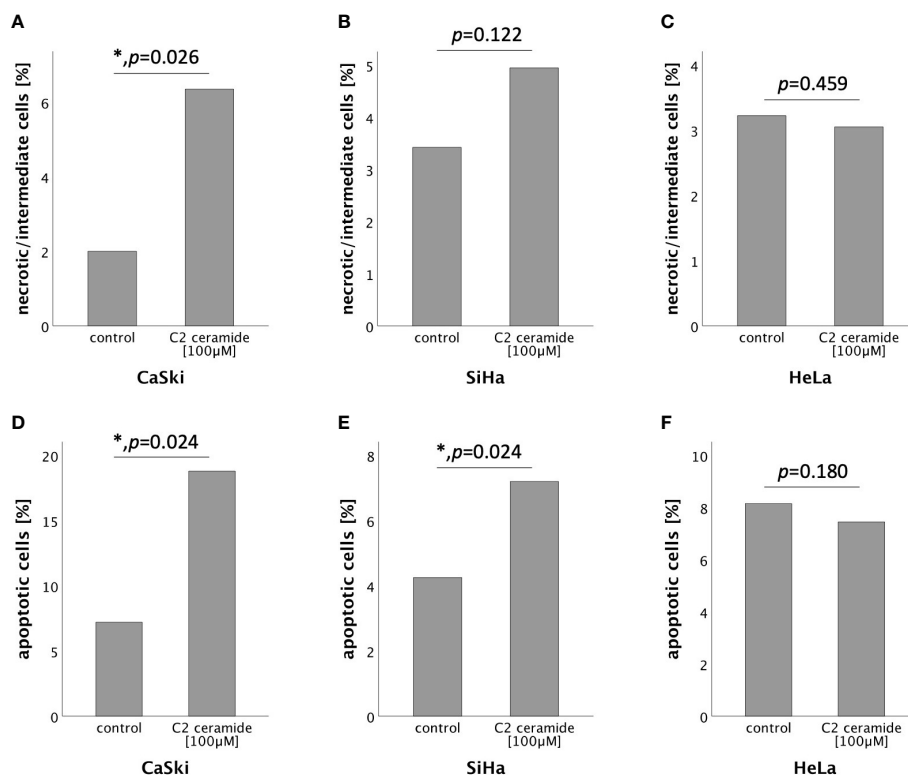 A
necrotic/intermediate cells [%]
*,p=0.026
6
4
2
0
control
C2 ceramide
[100µM]
CaSki
B
necrotic/intermediate cells [%]
p=0.122
5
4
3
2
1
0
control
C2 ceramide
[100µM]
SiHa
C
necrotic/intermediate cells [%]
p=0.459
4
3
2
1
0
control
C2 ceramide
[100µM]
HeLa
D
apoptotic cells [%]
*,p=0.024
20
15
10
5
0
control
C2 ceramide
[100µM]
CaSki
E
apoptotic cells [%]
*,p=0.024
8
6
4
2
0
control
C2 ceramide
[100µM]
SiHa
F
apoptotic cells [%]
p=0.180
10
8
6
4
2
0
control
C2 ceramide
[100µM]
HeLa